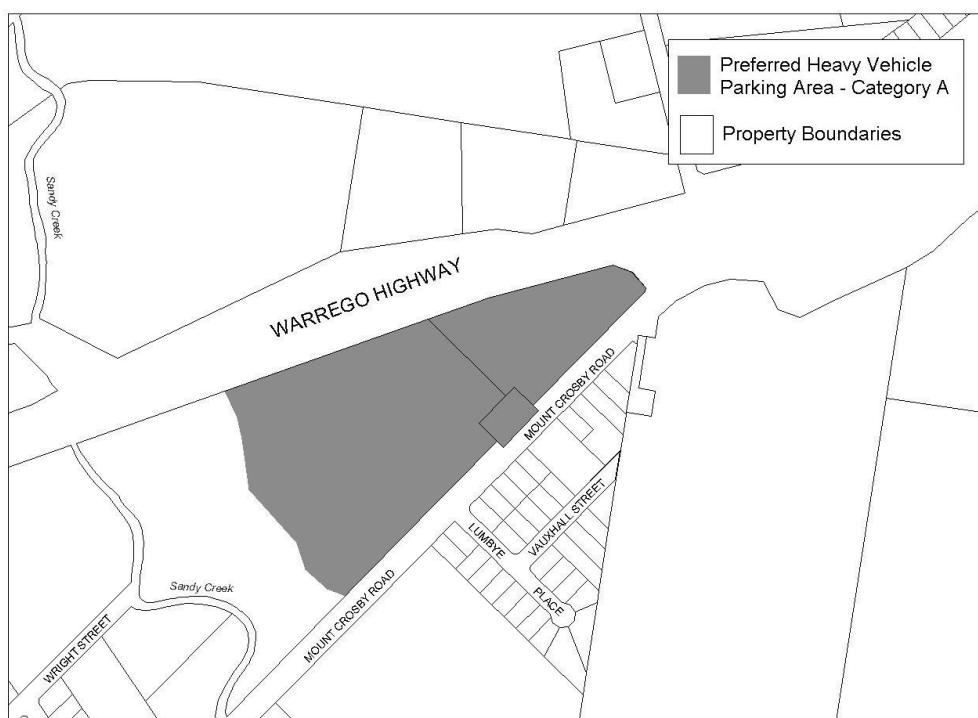 Preferred Heavy Vehicle
Parking Area - Category A
Property Boundaries
Sandy Creek
WARREGO HIGHWAY
MOUNT CROSBY ROAD
VAUXHALL STREET
LUMBYE
PLACE
Sandy Creek
MOUNT CROSBY ROAD
WRIGHT STREET